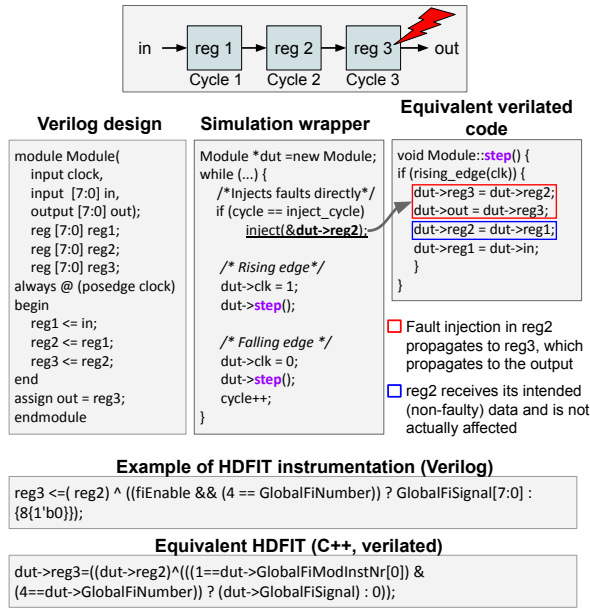 in reg 1 reg 2 reg 3 out
Cycle 1 Cycle 2 Cycle 3
Verilog design
module Module(
input clock,
input [7:0] in,
output [7:0] out);
reg [7:0] reg1;
reg [7:0] reg2;
reg [7:0] reg3;
always @ (posedge clock)
begin
reg1 <= in;
reg2 <= reg1;
reg3 <= reg2;
end
assign out = reg3;
endmodule
Simulation wrapper
Module *dut =new Module;
while (...) {
/*Injects faults directly*/
if (cycle == inject_cycle)
inject(&dut->reg2);
/* Rising edge*/
dut->clk = 1;
dut->step();
/* Falling edge */
dut->clk = 0;
dut->step();
cycle++;
}
Equivalent verilated
code
void Module::step() {
if (rising_edge(clk)) {
dut->reg3 = dut->reg2;
dut->out = dut->reg3;
dut->reg2 = dut->reg1;
dut->reg1 = dut->in;
}
}
Fault injection in reg2
propagates to reg3, which
propagates to the output
reg2 receives its intended
(non-faulty) data and is not
actually affected
Example of HDFIT instrumentation (Verilog)
reg3 <=( reg2) ^ ((fiEnable && (4 == GlobalFiNumber)) ? GlobalFiSignal[7:0] :
{8{1'b0}});
Equivalent HDFIT (C++, verilated)
dut->reg3=((dut->reg2)^(((1==dut->GlobalFiModInstNr[0]) &
(4==dut->GlobalFiNumber)) ? (dut->GlobalFiSignal) : 0));